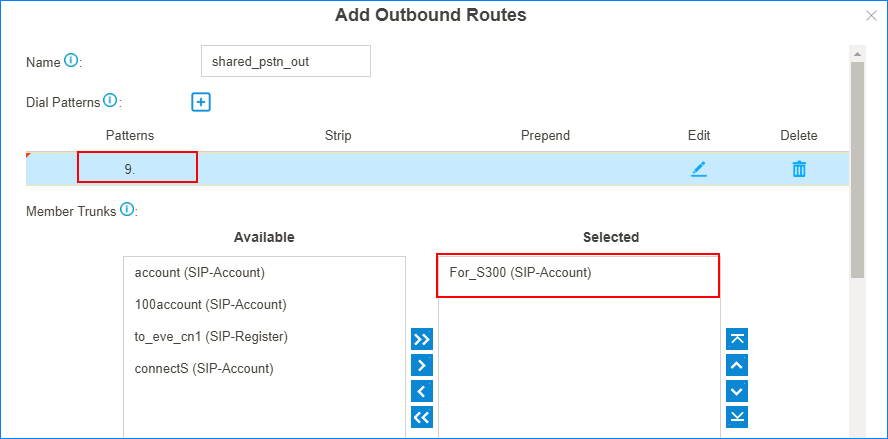 Add Outbound Routes
Name : shared_pstn_out
Dial Patterns :
Patterns Strip Prepend Edit Delete
9.
Member Trunks :
Available Selected
account (SIP-Account) For_S300 (SIP-Account)
100account (SIP-Account)
to_eve_cn1 (SIP-Register)
connectS (SIP-Account)